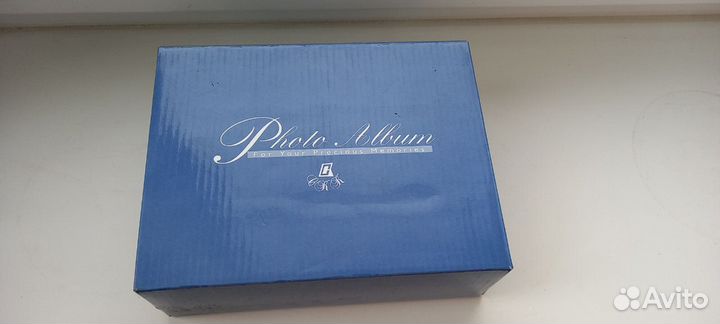 Photo Album
For Your Precious Memories
Avito